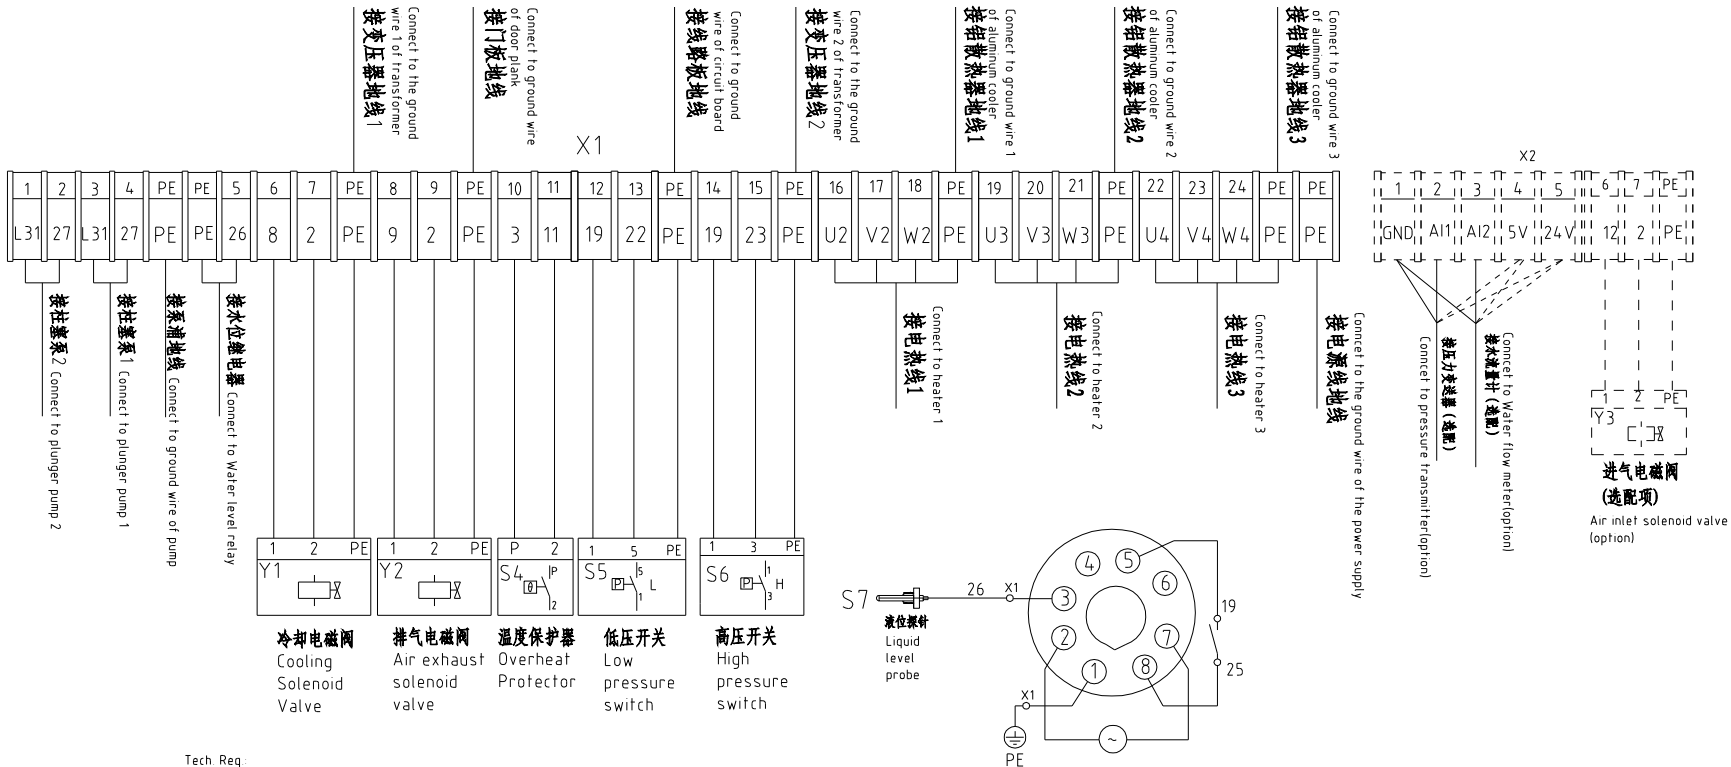 Connect to the ground
wire 1 of transformer
接变压器地线1
Connect to ground wire
of door plank
接门板地线
Connect to ground
wire of circuit board
接线路板地线
Connect to the ground
wire 2 of transformer
接变压器地线2
Connect to ground wire 1
of aluminum cooler
接铝散热器地线1
Connect to ground wire 2
of aluminum cooler
接铝散热器地线2
Connect to ground wire 3
of aluminum cooler
接铝散热器地线3
X1
1 2 3 4 PE PE 5 6 7 PE 8 9 PE 10 11 12 13 PE 14 15 PE 16 17 18 PE 19 20 21 PE 22 23 24 PE PE
L31 27 L31 27 PE PE 26 8 2 PE 9 2 PE 3 11 19 22 PE 19 23 PE U2 V2 W2 PE U3 V3 W3 PE U4 V4 W4 PE PE
X2
1 2 3 4 5 6 7 PE
GND AI1 AI2 5V 24V 12 2 PE
接柱塞泵2 Connect to plunger pump 2
接柱塞泵1 Connect to plunger pump 1
接泵浦地线 Connect to ground wire of pump
接水位继电器 Connect to Water level relay
接电热线1
Connect to heater 1
接电热线2
Connect to heater 2
接电热线3
Connect to heater 3
接电源线地线
Conncet to the ground wire of the power supply
接压力变送器(选配)
Conncet to pressure transmitter(option)
接水流量计(选配)
Conncet to Water flow meter(option)
1 2 PE
Y3
进气电磁阀
(选配项)
Air inlet solenoid valve
(option)
1 2 PE
Y1
冷却电磁阀
Cooling
Solenoid
Valve
1 2 PE
Y2
排气电磁阀
Air exhaust
solenoid
valve
P 2
S4 θ P 2
温度保护器
Overheat
Protector
1 5 PE
S5 P 5 L 1
低压开关
Low
pressure
switch
1 3 PE
S6 P 1 H 3
高压开关
High
pressure
switch
S7
液位探针
Liquid
level
probe
26 X1
4 5
3 6
2 7
1 8
19
25
X1
PE
~
Tech. Req.: